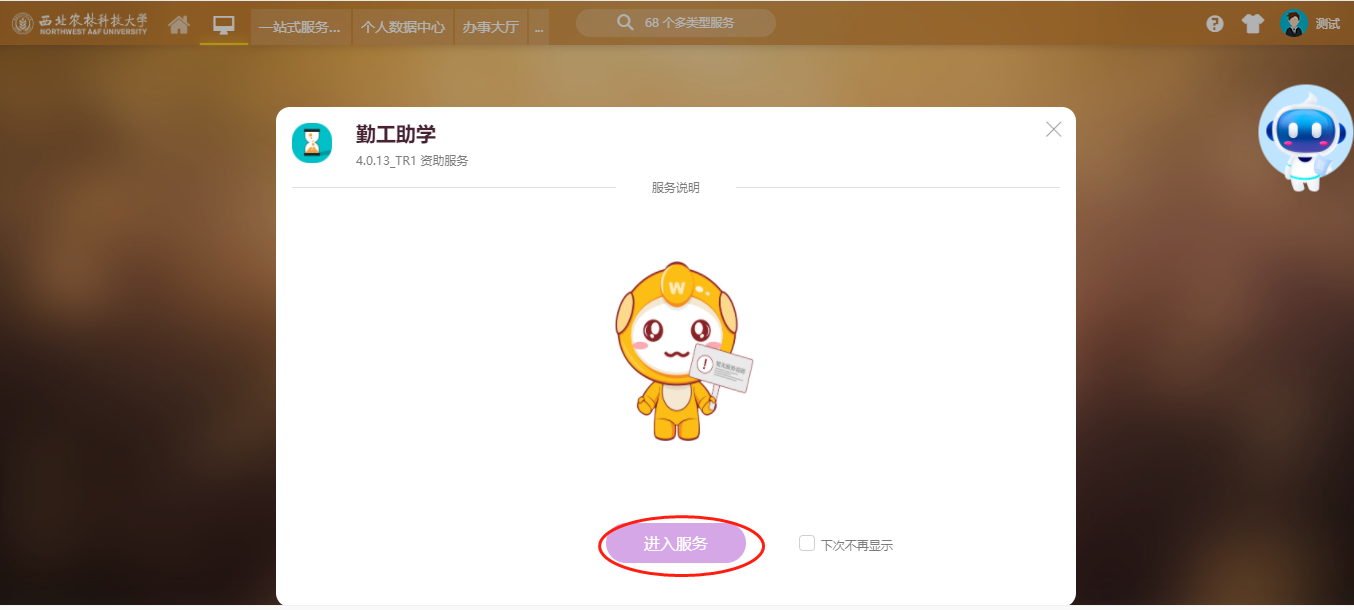 西北农林科技大学
NORTHWEST A&F UNIVERSITY
一站式服务...
个人数据中心
办事大厅
...
68 个多类型服务
?
测试
勤工助学
4.0.13_TR1 资助服务
服务说明
W
!
进入服务
下次不再显示